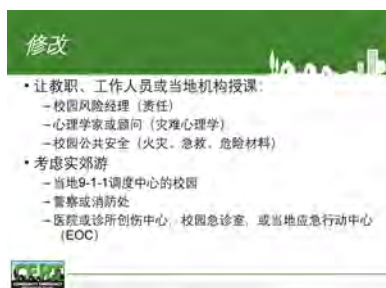 修改
• 让教职、工作人员或当地机构授课:
–校园风险经理（责任）
–心理学家或顾问（灾难心理学）
–校园公共安全（火灾、急救、危险材料）
• 考虑实郊游
–当地9-1-1调度中心的校园
–警察或消防处
–医院或诊所创伤中心，校园急诊室，或当地应急行动中心
（EOC）